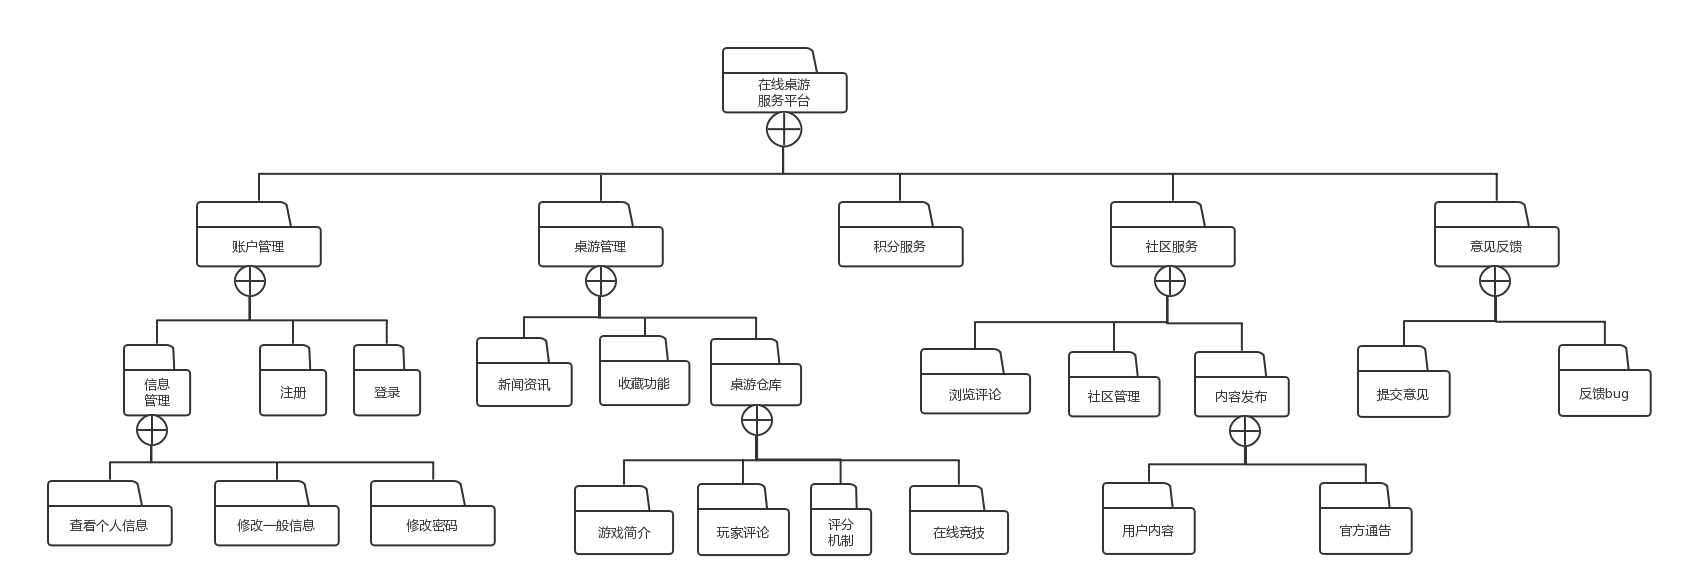 在线桌游
服务平台
账户管理
桌游管理
积分服务
社区服务
意见反馈
信息
管理
注册
登录
新闻资讯
收藏功能
桌游仓库
浏览评论
社区管理
内容发布
提交意见
反馈bug
查看个人信息
修改一般信息
修改密码
游戏简介
玩家评论
评分
机制
在线竞技
用户内容
官方通告